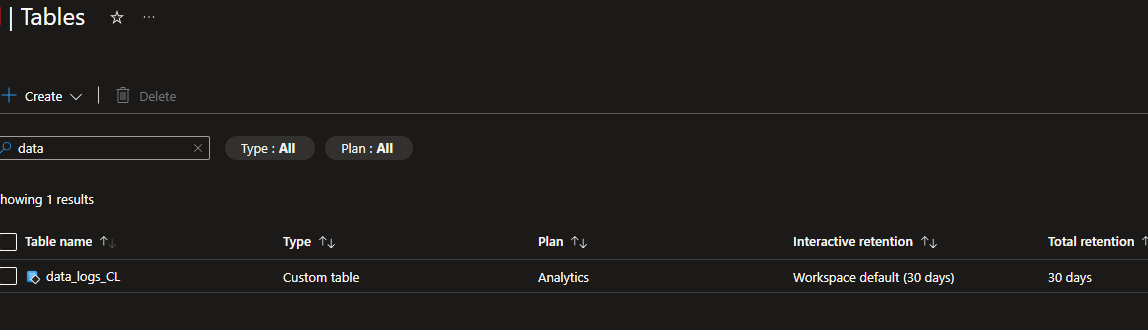 | Tables
Create
Delete
data
Type : All
Plan : All
howing 1 results
Table name
Type
Plan
Interactive retention
Total retention
data_logs_CL
Custom table
Analytics
Workspace default (30 days)
30 days